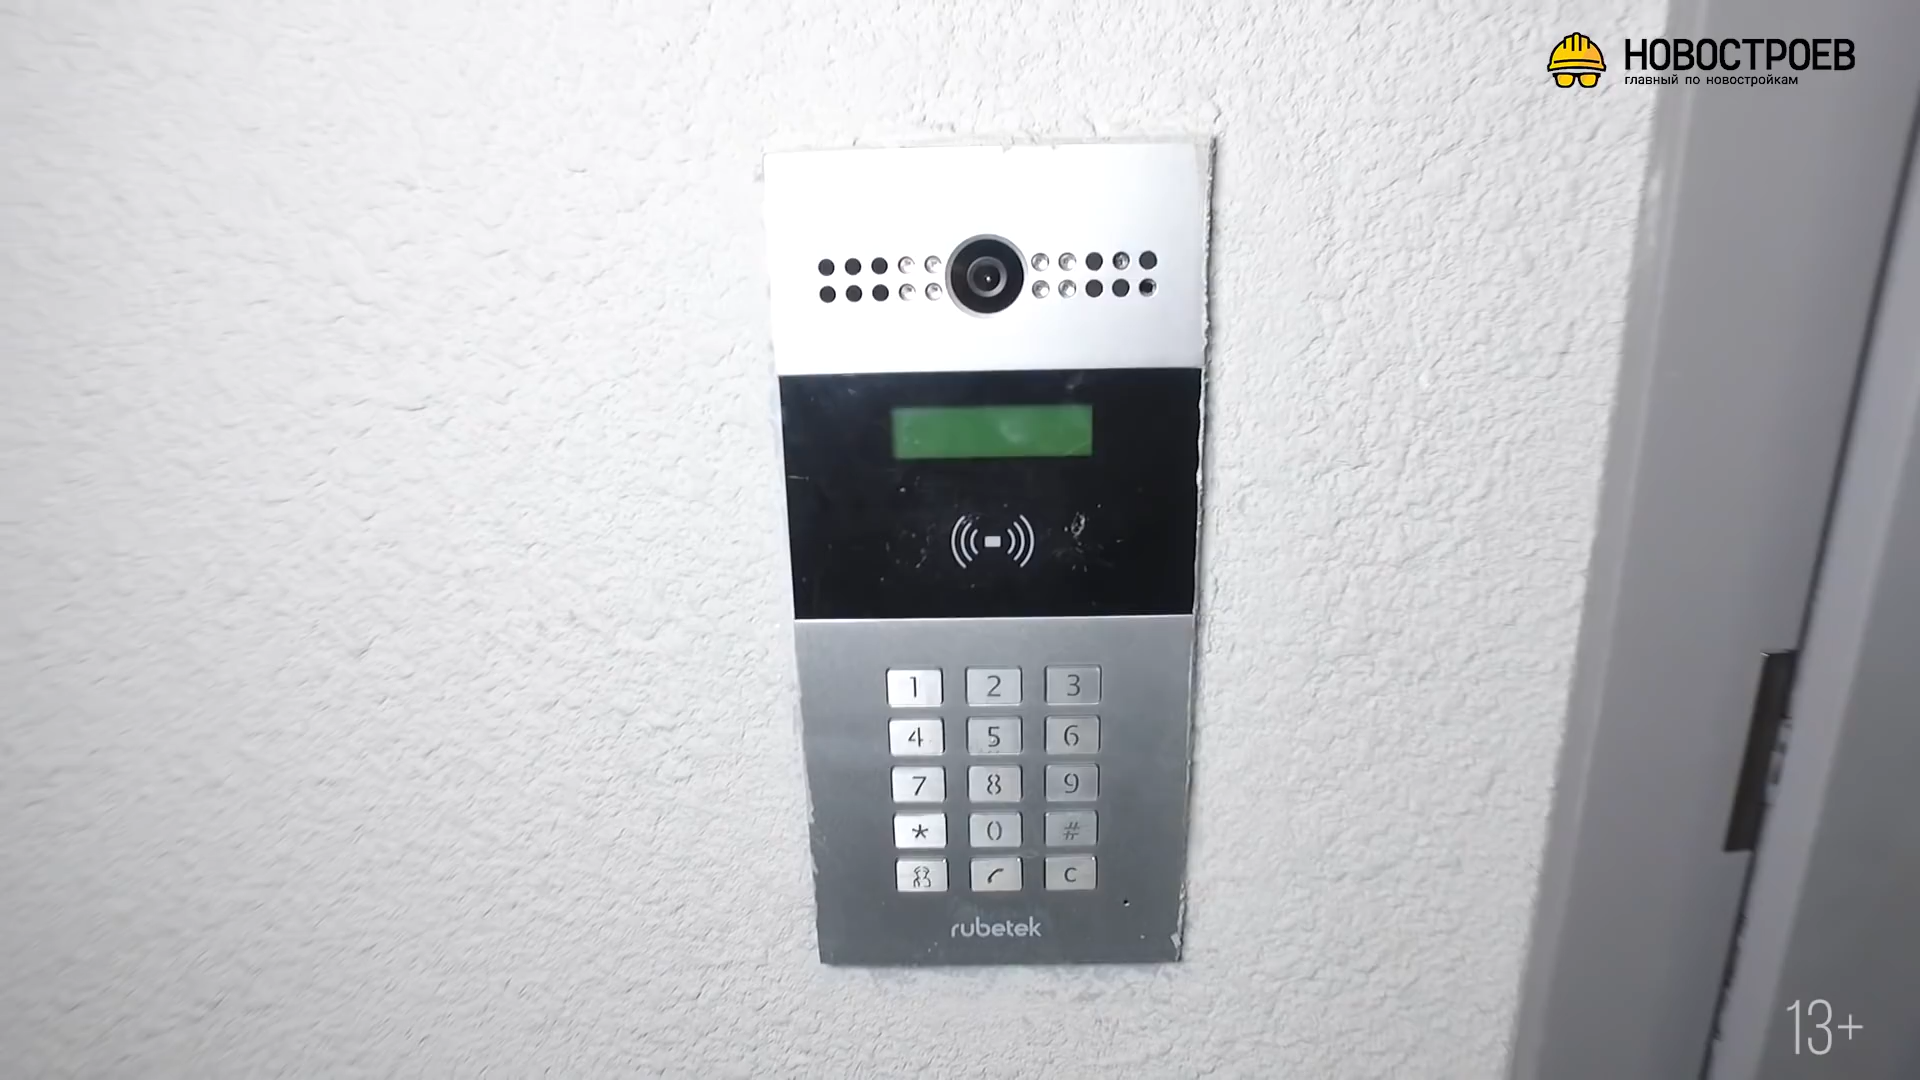 НОВОСТРОЕВ
главный по новостройкам
1 2 3
4 5 6
7 8 9
* 0 #
C
rubetek
13+